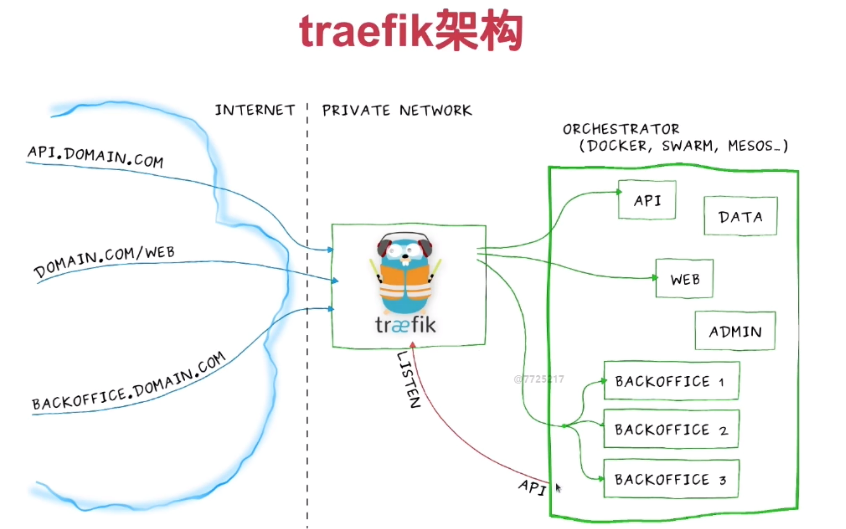 traefik架构
INTERNET
PRIVATE NETWORK
ORCHESTRATOR
(DOCKER, SWARM, MESOS...)
API.DOMAIN.COM
DOMAIN.COM/WEB
BACKOFFICE.DOMAIN.COM
træfik
LISTEN
API
API
DATA
WEB
ADMIN
@7725217
BACKOFFICE 1
BACKOFFICE 2
BACKOFFICE 3